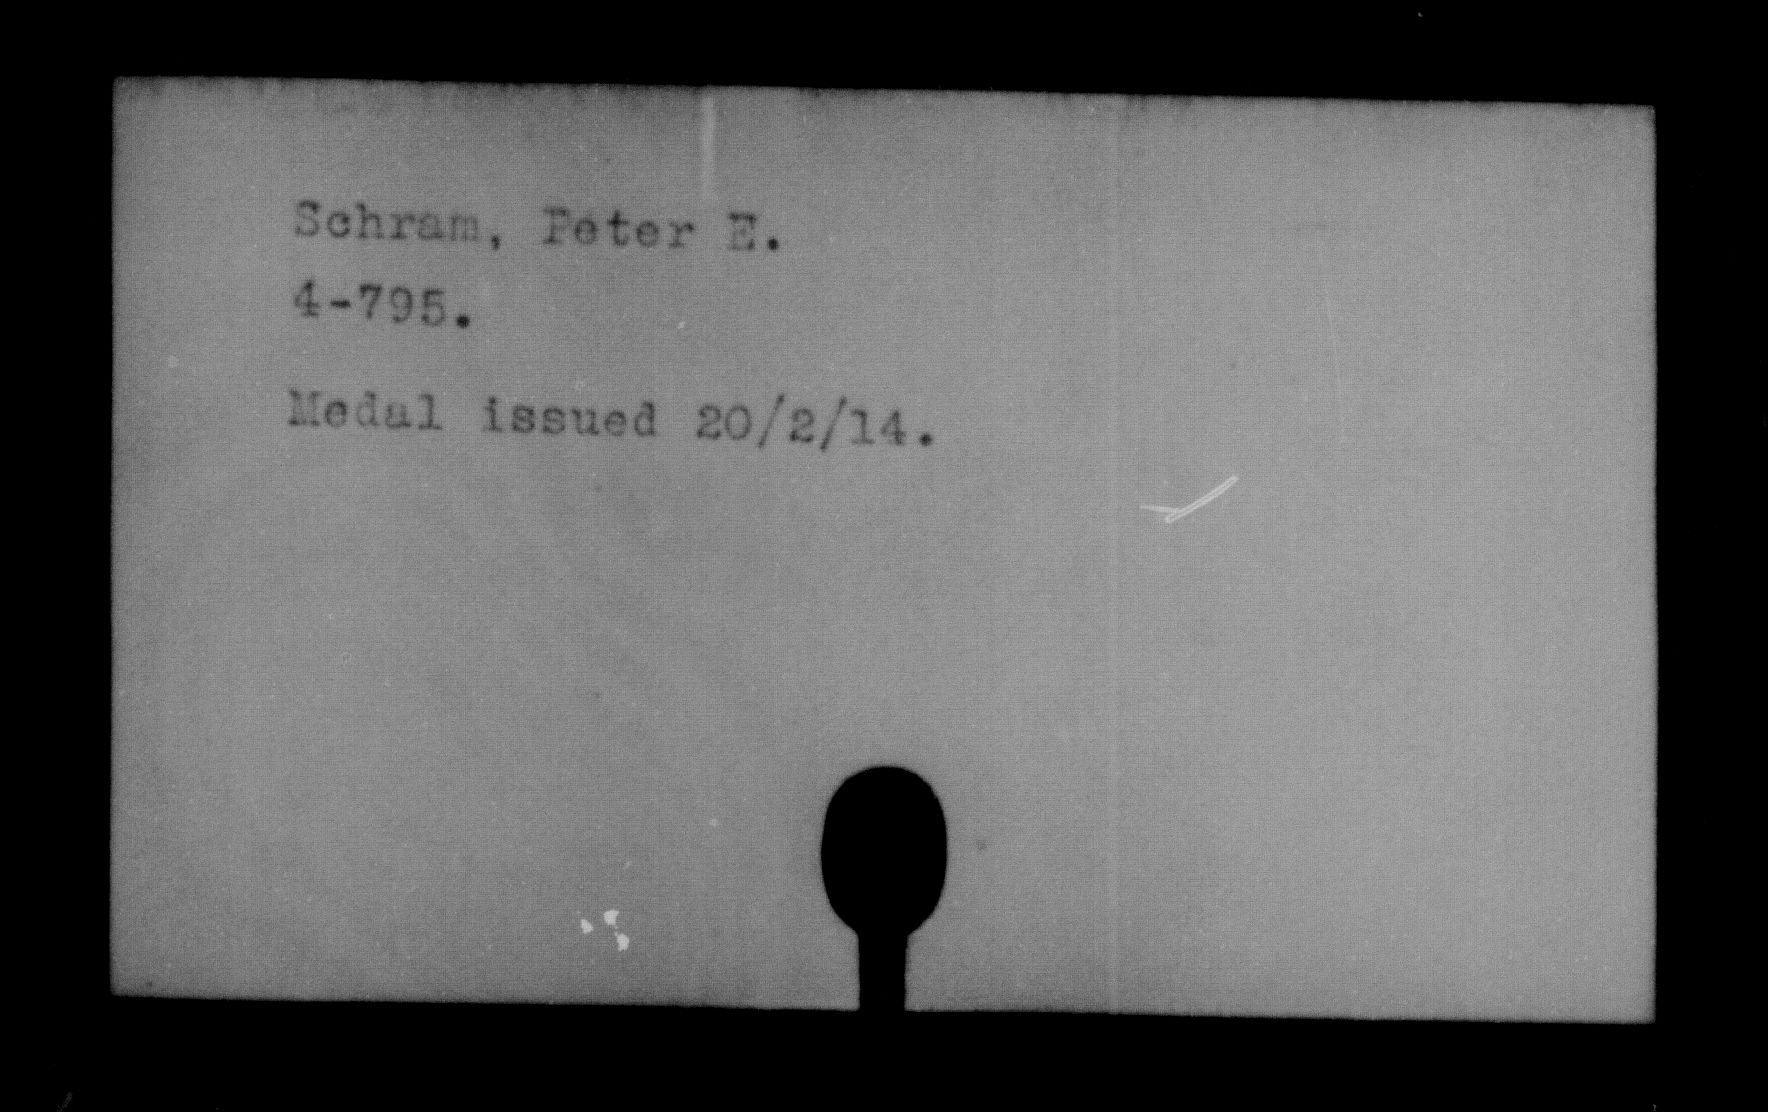 Schram, Peter E.
4-795.
Medal issued 20/2/14.